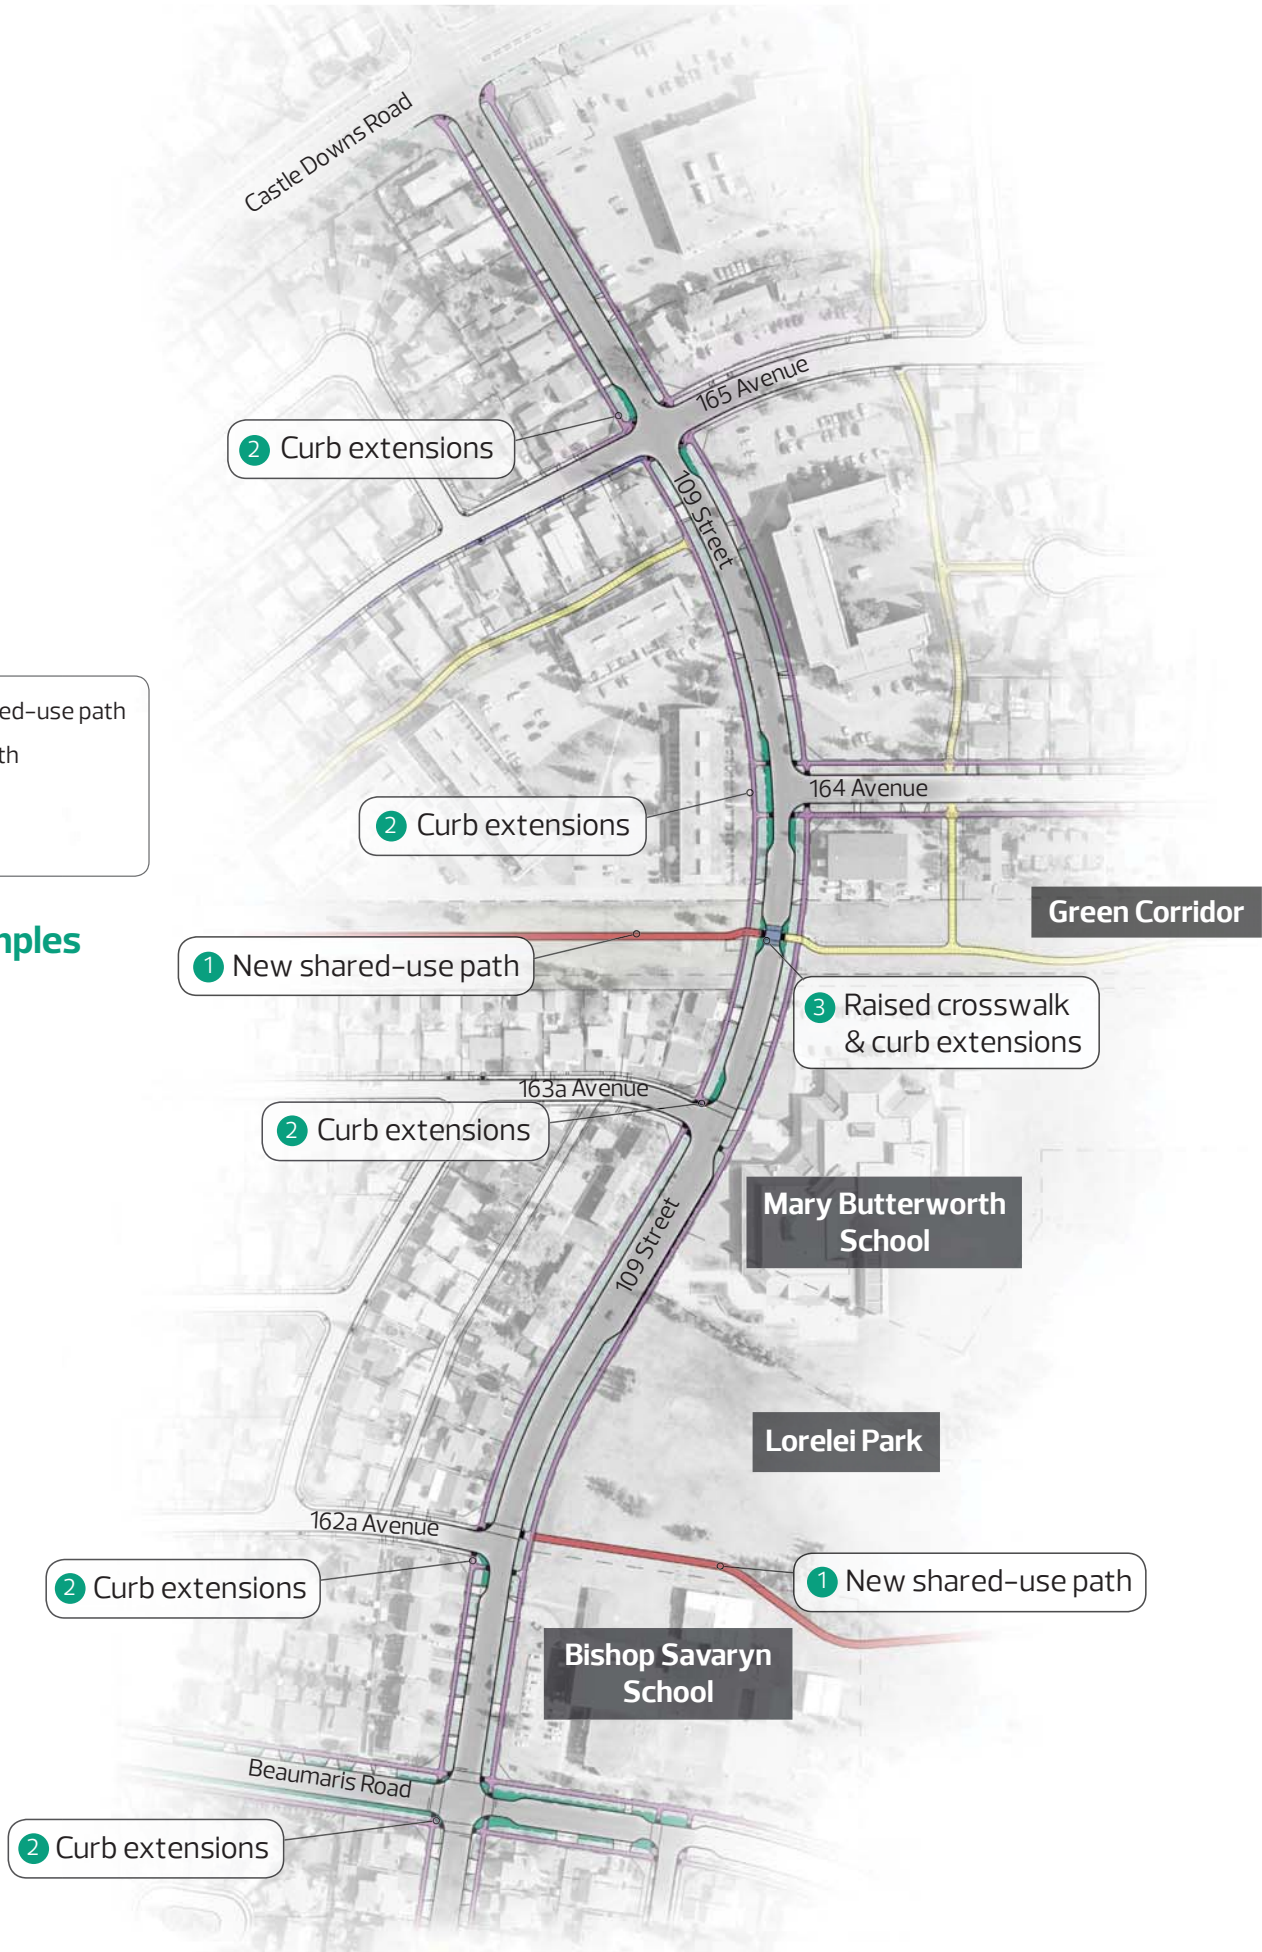 Castle Downs Road
165 Avenue
2 Curb extensions
109 Street
ed-use path
th
164 Avenue
2 Curb extensions
Green Corridor
nples
1 New shared-use path
3 Raised crosswalk
& curb extensions
163a Avenue
2 Curb extensions
Mary Butterworth
School
109 Street
Lorelei Park
162a Avenue
2 Curb extensions
1 New shared-use path
Bishop Savaryn
School
Beaumaris Road
2 Curb extensions